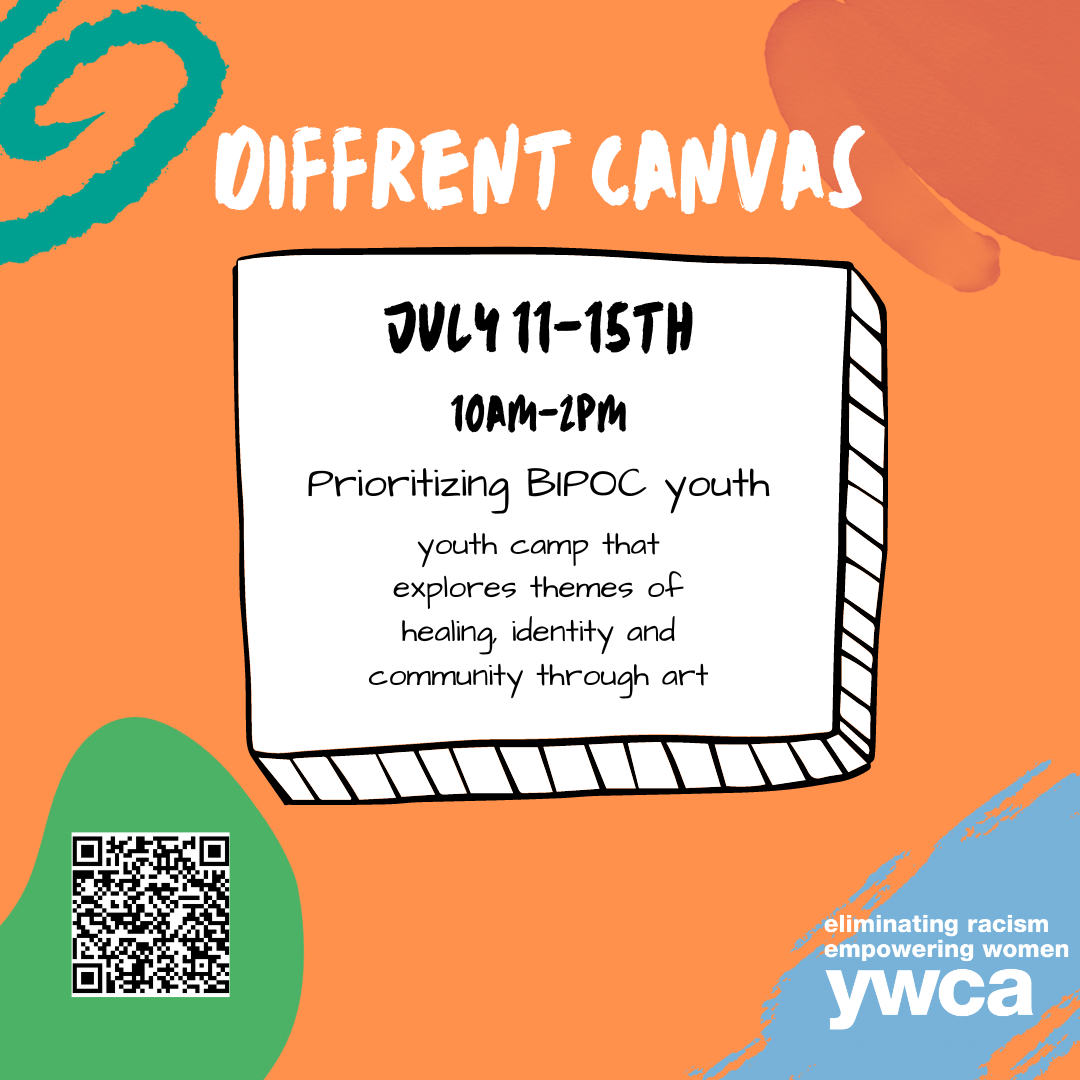 DIFFRENT CANVAS
JULY 11-15TH
10AM-2PM
Prioritizing BIPOC youth
youth camp that
explores themes of
healing, identity and
community through art
eliminating racism
empowering women
ywca